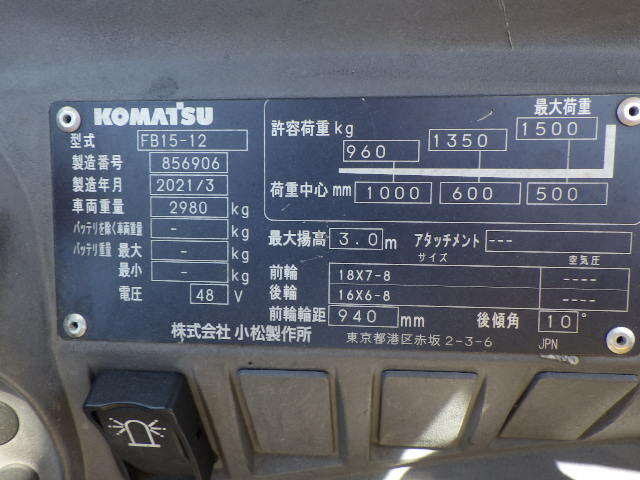 KOMATSU
型式 FB15-12
製造番号 856906
製造年月 2021/3
車両重量 2980 kg
バッテリを除く車両重量 - kg
バッテリ重量 最大 - kg
最小 - kg
電圧 48 V
最大荷重
許容荷重 kg 960 1350 1500
荷重中心 mm 1000 600 500
最大揚高 3.0 m アタッチメント ---
サイズ 空気圧
前輪 18X7-8 ----
後輪 16X6-8 ----
前輪輪距 940 mm 後傾角 10°
株式会社 小松製作所 東京都港区赤坂 2-3-6 JPN